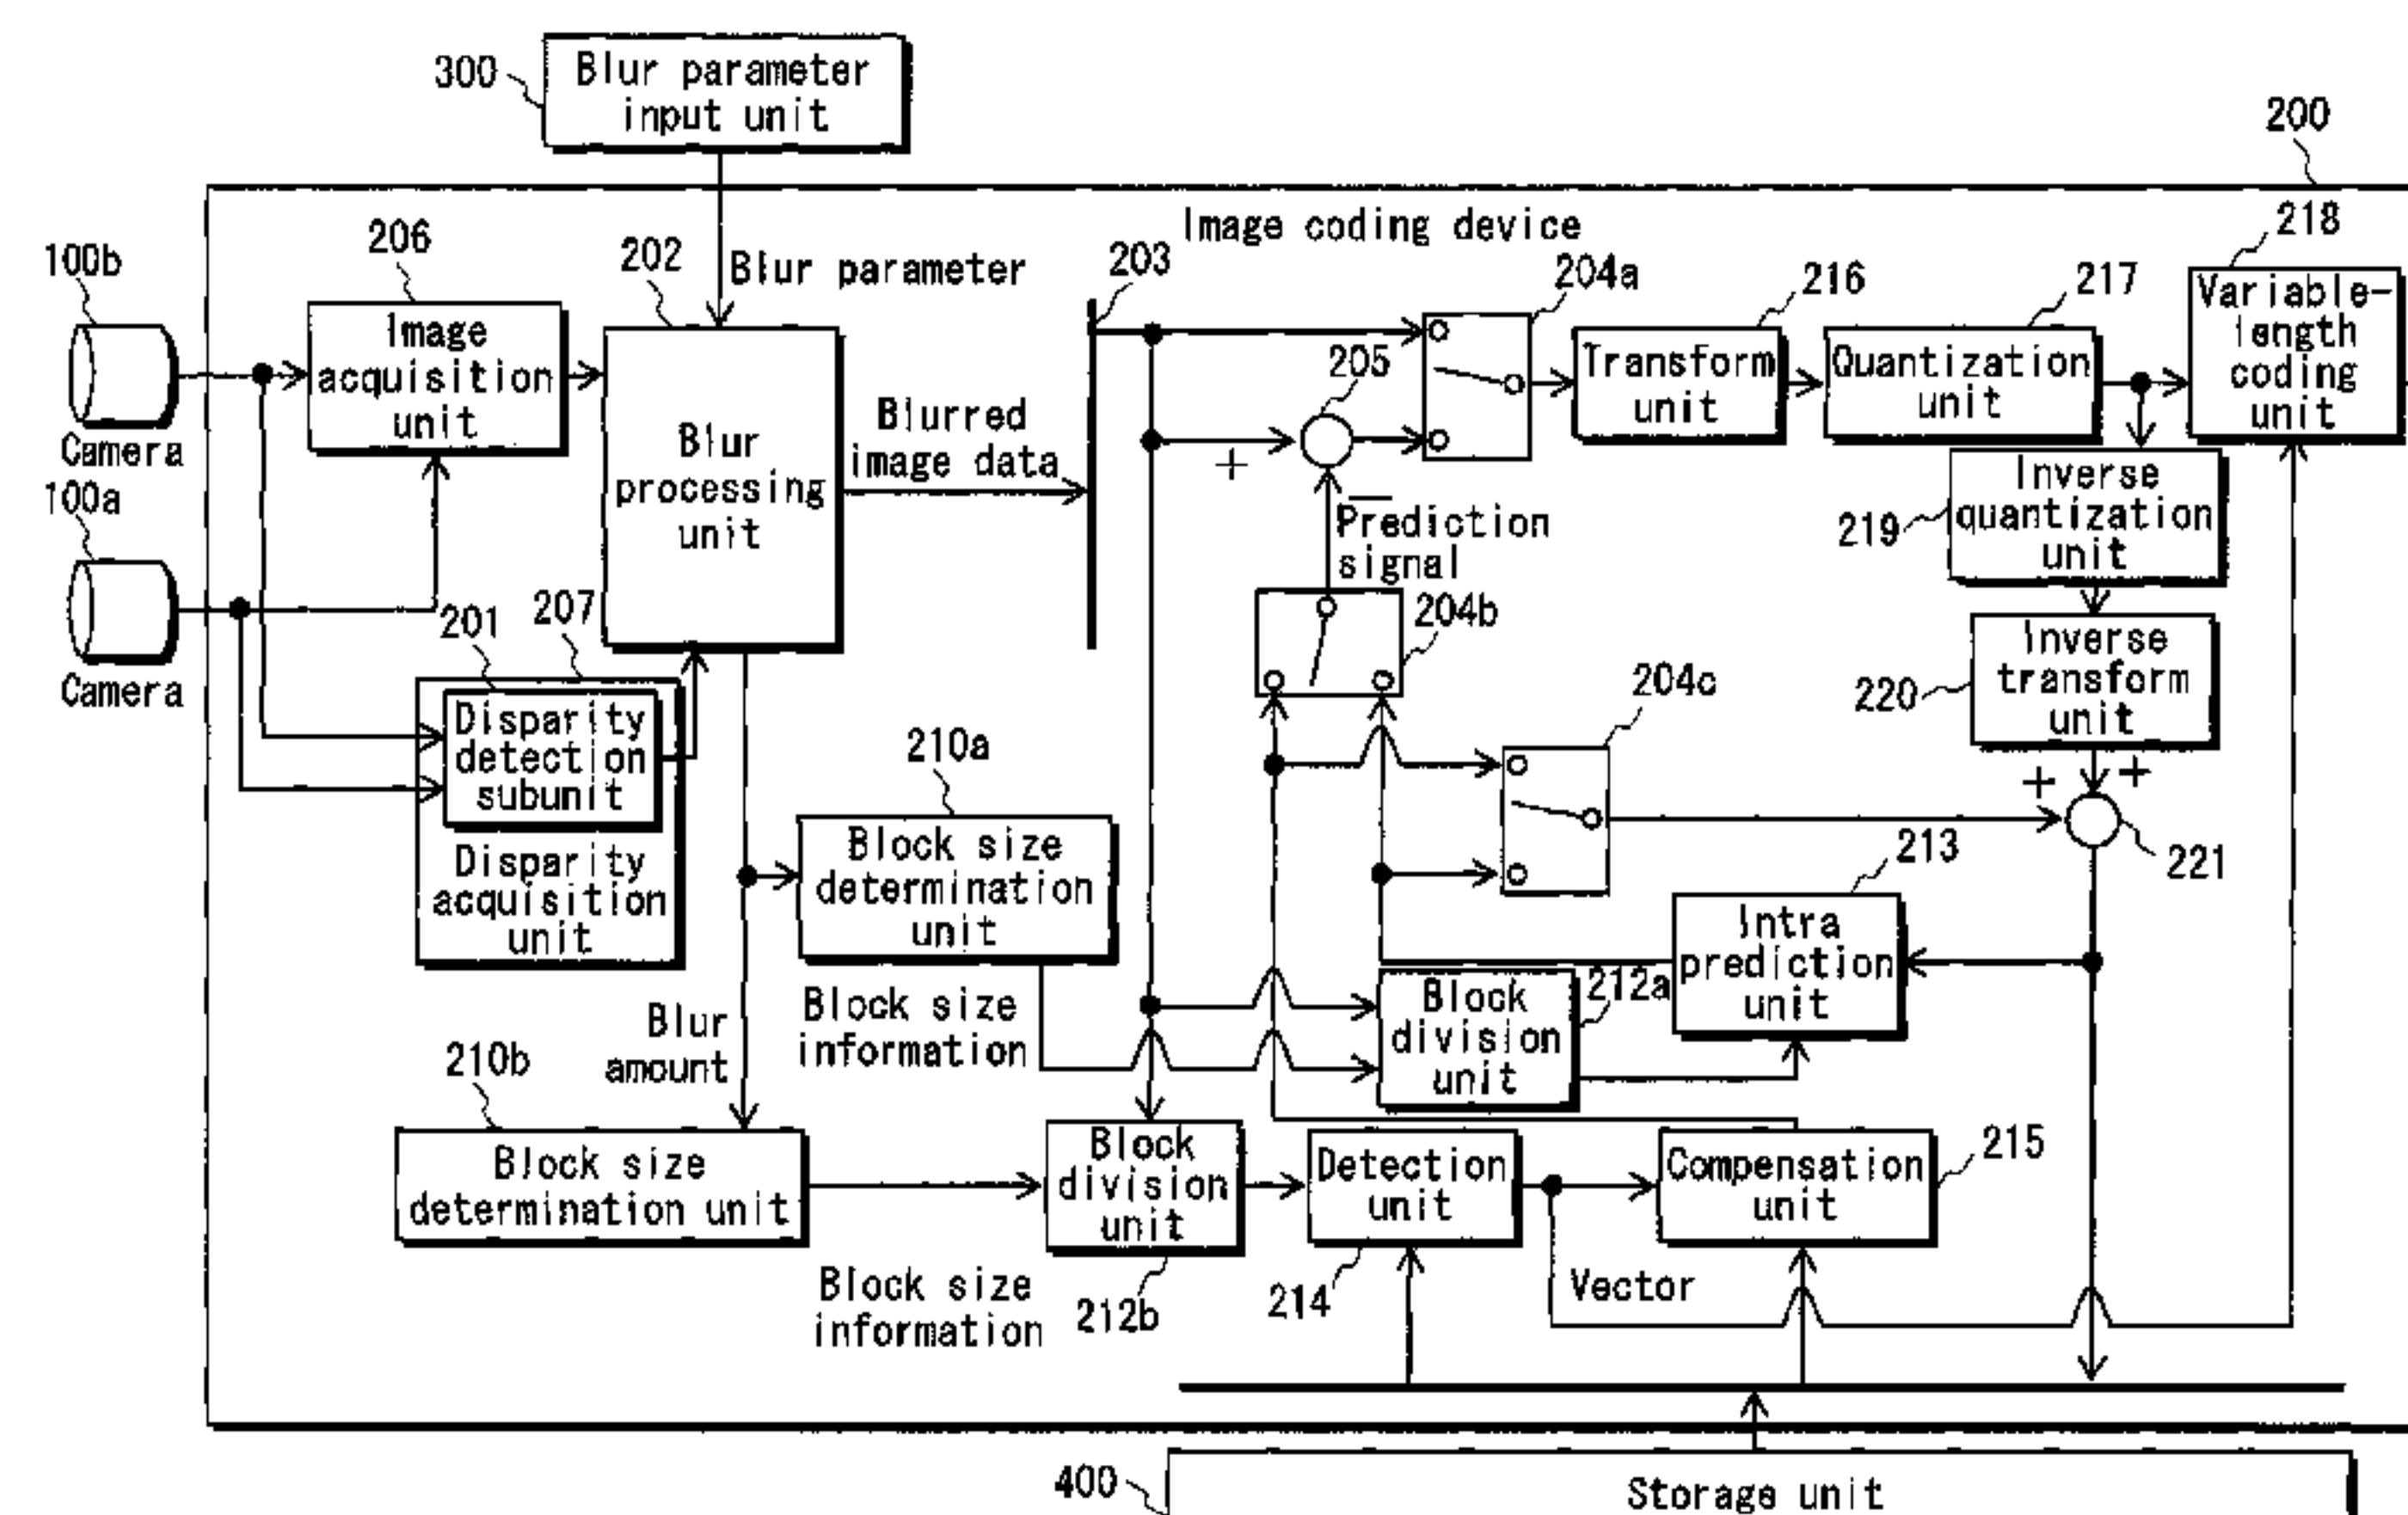 300
Blur parameter
input unit
200
Image coding device
100b
Camera
100a
Camera
206
Image
acquisition
unit
202
Blur parameter
Blur
processing
unit
Blurred
image data
203
204a
205
+
−
Prediction
signal
216
Transform
unit
217
Quantization
unit
218
Variable-
length
coding
unit
219
Inverse
quantization
unit
220
Inverse
transform
unit
+
+
221
201
207
Disparity
detection
subunit
Disparity
acquisition
unit
204b
204c
210a
Block size
determination
unit
Block size
information
213
Intra
prediction
unit
212a
Block
division
unit
Blur
amount
210b
Block size
determination unit
Block size
information
Block
division
unit
212b
Detection
unit
214
Compensation
unit
215
Vector
400
Storage unit